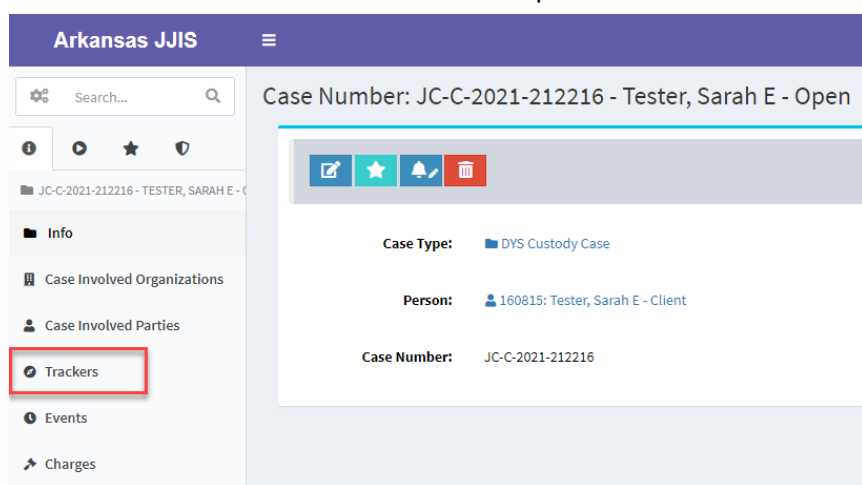 Arkansas JJIS
Search...
Case Number: JC-C-2021-212216 - Tester, Sarah E - Open
JC-C-2021-212216 - TESTER, SARAH E -
Info
Case Type: DYS Custody Case
Case Involved Organizations
Person: 160815: Tester, Sarah E - Client
Case Involved Parties
Case Number: JC-C-2021-212216
Trackers
Events
Charges